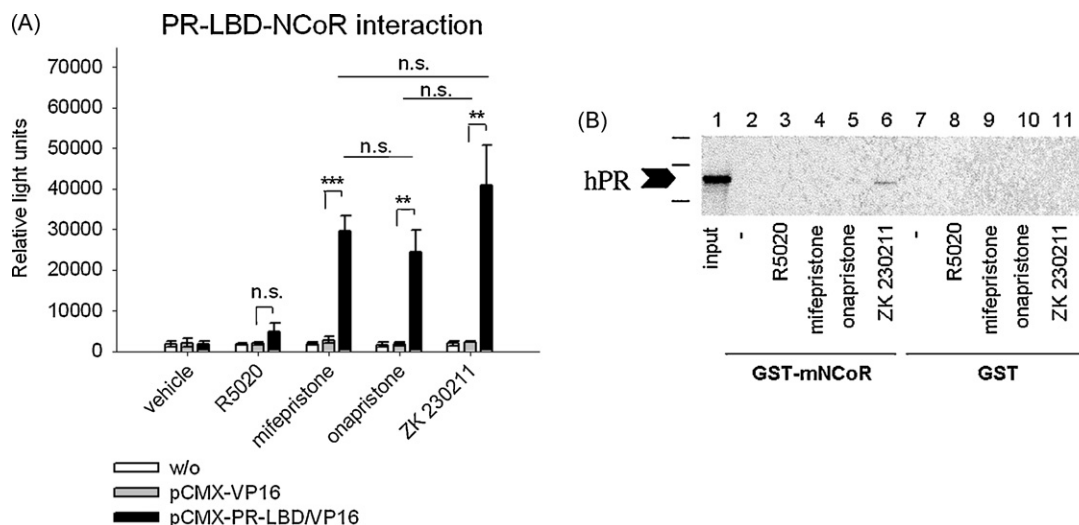 (A)
PR-LBD-NCoR interaction
Relative light units
70000
60000
50000
40000
30000
20000
10000
0
n.s.
n.s.
**
n.s.
***
**
n.s.
vehicle
R5020
mifepristone
onapristone
ZK 230211
w/o
pCMX-VP16
pCMX-PR-LBD/VP16
(B)
1 2 3 4 5 6 7 8 9 10 11
hPR
input
-
R5020
mifepristone
onapristone
ZK 230211
-
R5020
mifepristone
onapristone
ZK 230211
GST-mNCoR
GST